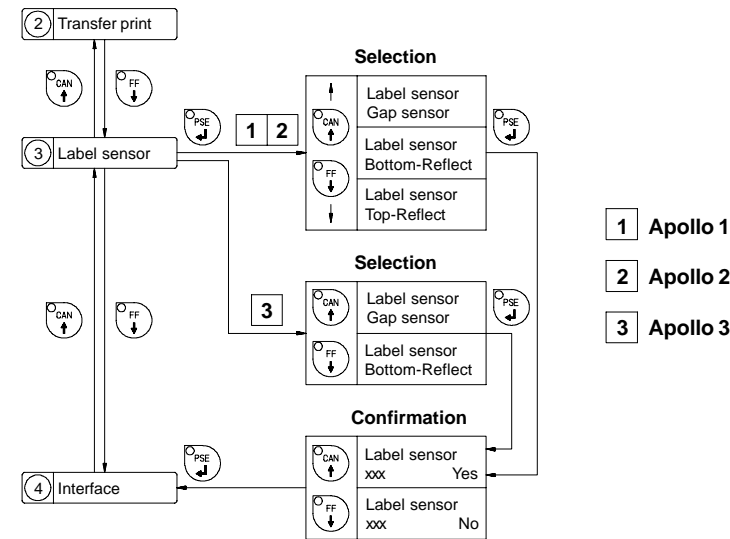 2 Transfer print
CAN
FF
Selection
Label sensor
Gap sensor
CAN
PSE
1 2
PSE
3 Label sensor
Label sensor
Bottom-Reflect
FF
Label sensor
Top-Reflect
1 Apollo 1
2 Apollo 2
3 Apollo 3
Selection
CAN
FF
3
CAN
Label sensor
Gap sensor
PSE
FF
Label sensor
Bottom-Reflect
Confirmation
PSE
CAN
Label sensor
xxx Yes
4 Interface
FF
Label sensor
xxx No